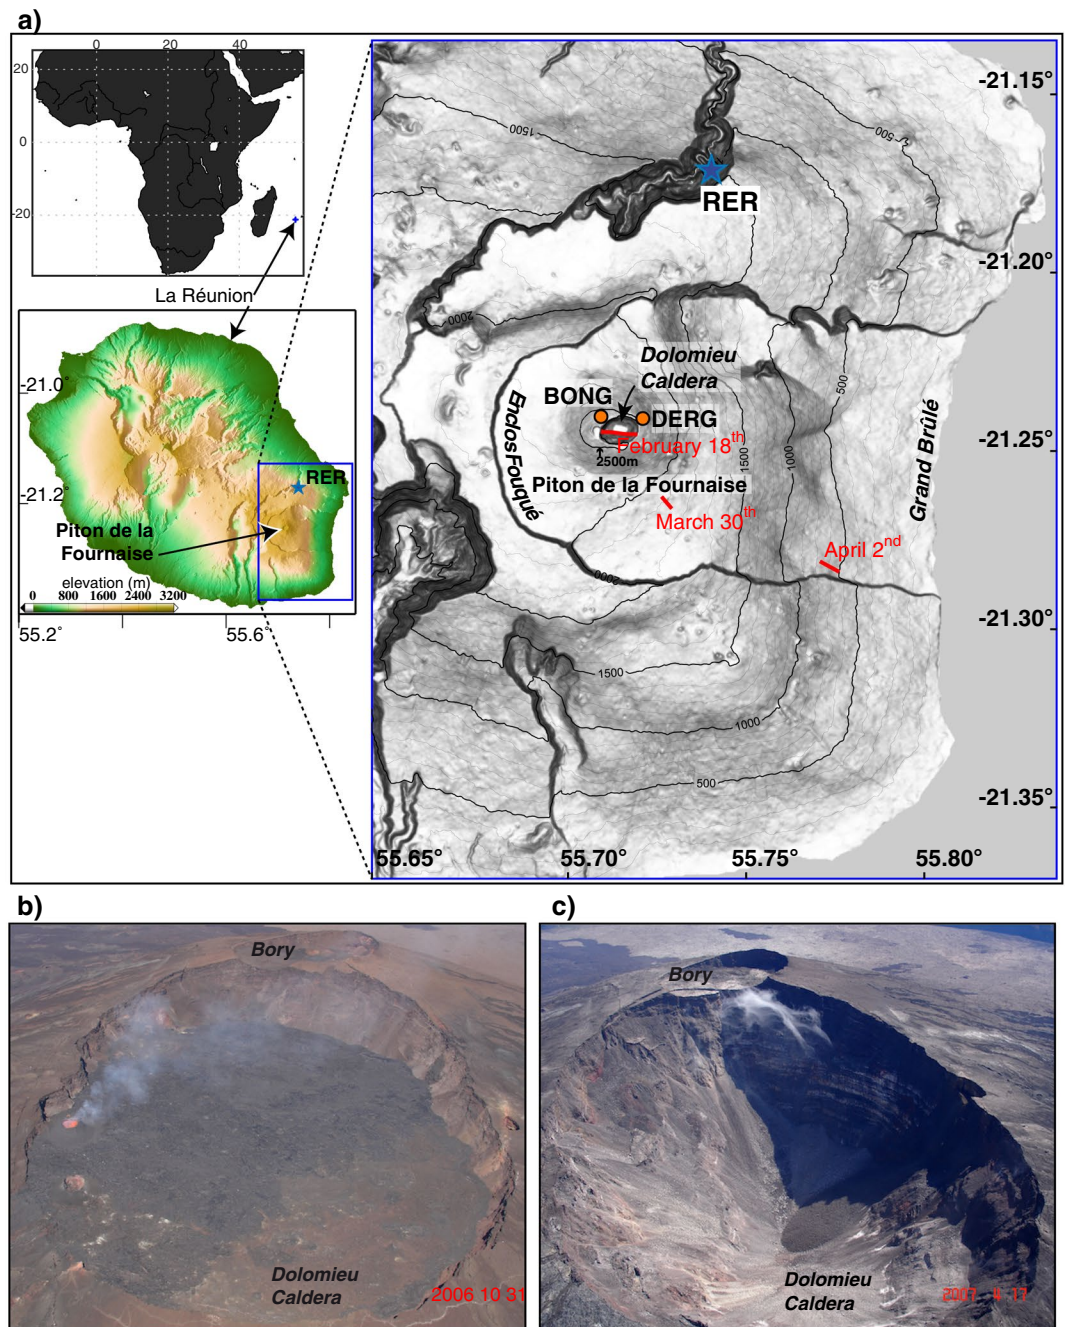 a)
0
20
40
20
0
-20
La Réunion
-21.0°
-21.2°
RER
Piton de la
Fournaise
elevation (m)
0 800 1600 2400 3200
55.2°
55.6°
-21.15°
1500
500
RER
-21.20°
2000
Dolomieu
Caldera
500
BONG
DERG
Enclos Fouqué
February 18th
-21.25°
2500m
1500
1000
Grand Brûlé
Piton de la Fournaise
March 30th
April 2nd
2000
-21.30°
1500
1000
500
-21.35°
55.65°
55.70°
55.75°
55.80°
b)
Bory
Dolomieu
Caldera
2006 10 31
c)
Bory
Dolomieu
Caldera
2007 4 17